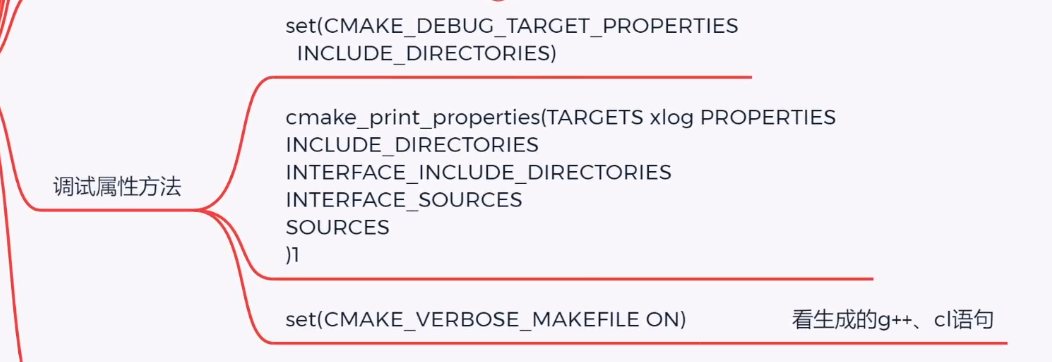 set(CMAKE_DEBUG_TARGET_PROPERTIES
INCLUDE_DIRECTORIES)
cmake_print_properties(TARGETS xlog PROPERTIES
INCLUDE_DIRECTORIES
INTERFACE_INCLUDE_DIRECTORIES
INTERFACE_SOURCES
SOURCES
)1
调试属性方法
set(CMAKE_VERBOSE_MAKEFILE ON) 看生成的g++、cl语句